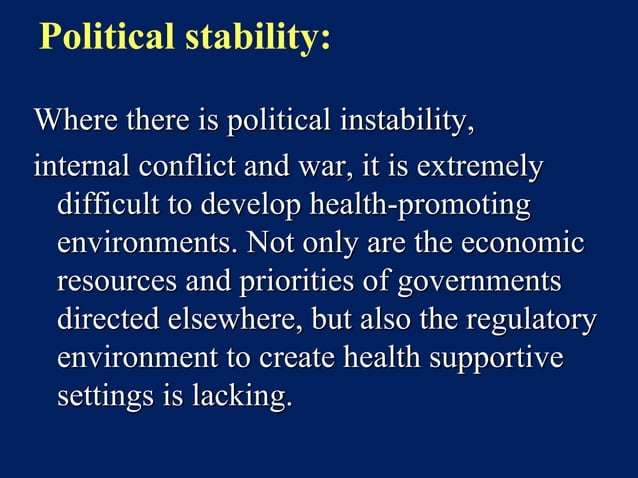 Political stability:
Where there is political instability,
internal conflict and war, it is extremely
difficult to develop health-promoting
environments. Not only are the economic
resources and priorities of governments
directed elsewhere, but also the regulatory
environment to create health supportive
settings is lacking.